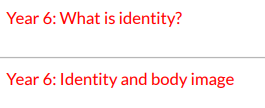 Year 6: What is identity?
Year 6: Identity and body image